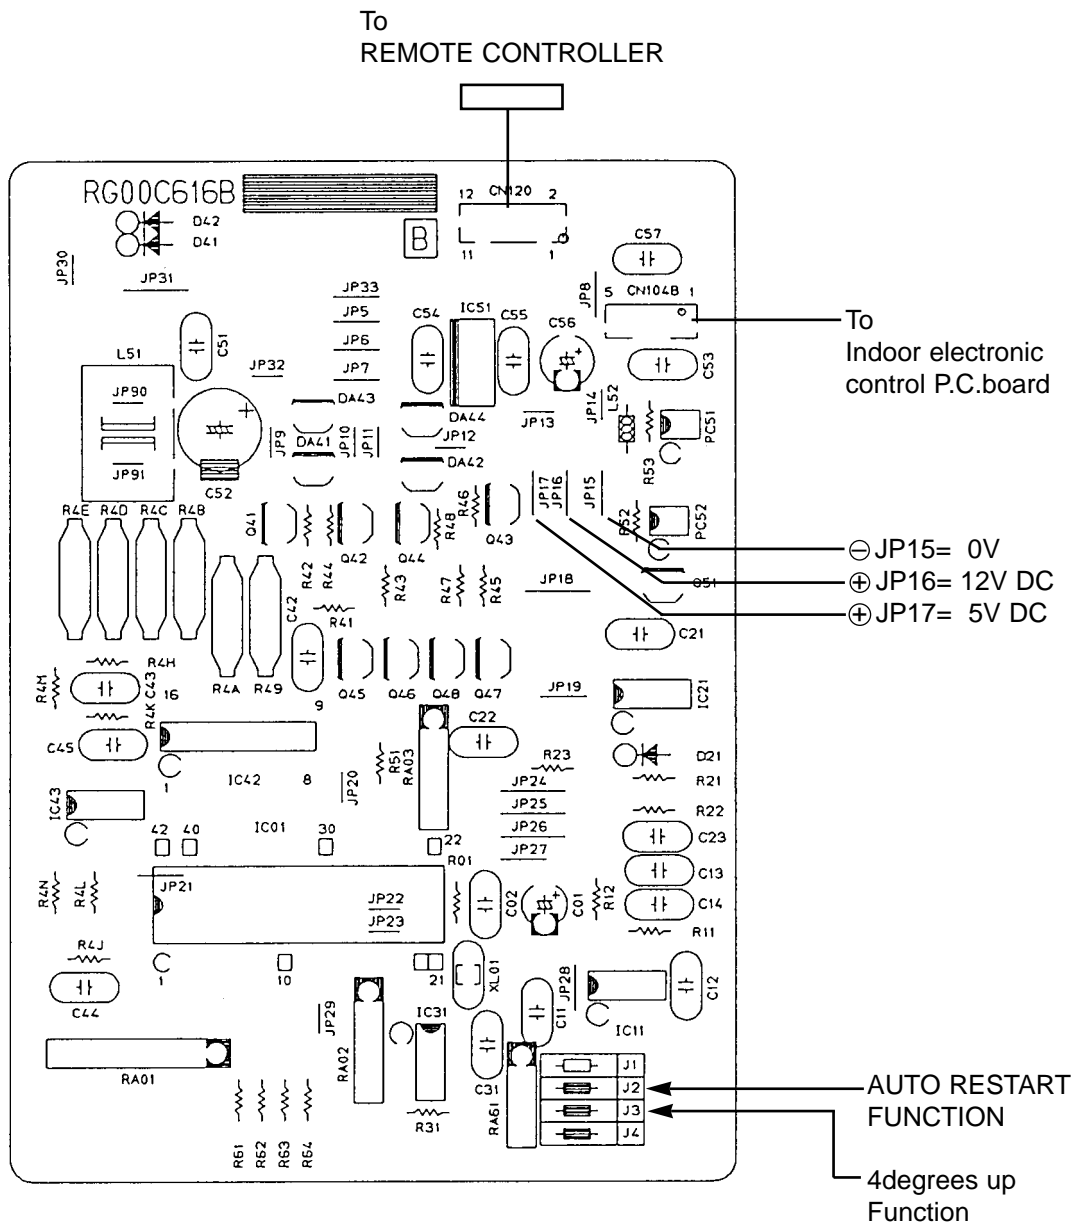 To
REMOTE CONTROLLER
RG00C616B
12 CN120 2
11 1
B
D42
D41
JP30
JP31
C57
JP8
5 CN104B 1
To
Indoor electronic
control P.C.board
JP33
JP5
JP6
JP7
C54
IC51
C55
C56
C53
C51
L51
JP32
JP90
JP91
C52
DA43
DA44
JP9
DA41
JP10
JP11
JP12
DA42
JP13
JP14
L52
R53
PC51
R4E R4D R4C R4B
Q41
R42
R44
Q42
Q44
R48
R46
Q43
JP17
JP16
JP15
R52
PC52
⊖ JP15= 0V
⊕ JP16= 12V DC
⊕ JP17= 5V DC
Q51
R43
R47
R45
JP18
C42
R41
C21
R4A R49
Q45 Q46 Q48 Q47
R4H
R4M
C43
R4K
16
9
C45
JP19
IC21
C22
R51
RA03
R23
D21
R21
1 IC42 8
JP20
IC43
JP24
JP25
JP26
JP27
R22
C23
C13
C14
R11
IC01
42 40 30 22
R01
JP21
JP22
JP23
R4N
R4L
C02
C01
R12
R4J
C44
1 10 21
XL01
JP29
RA02
IC31
C11
JP28
IC11
C12
RA01
C31
R31
RA61
J1
J2
J3
J4
R61
R62
R63
R64
AUTO RESTART
FUNCTION
4degrees up
Function